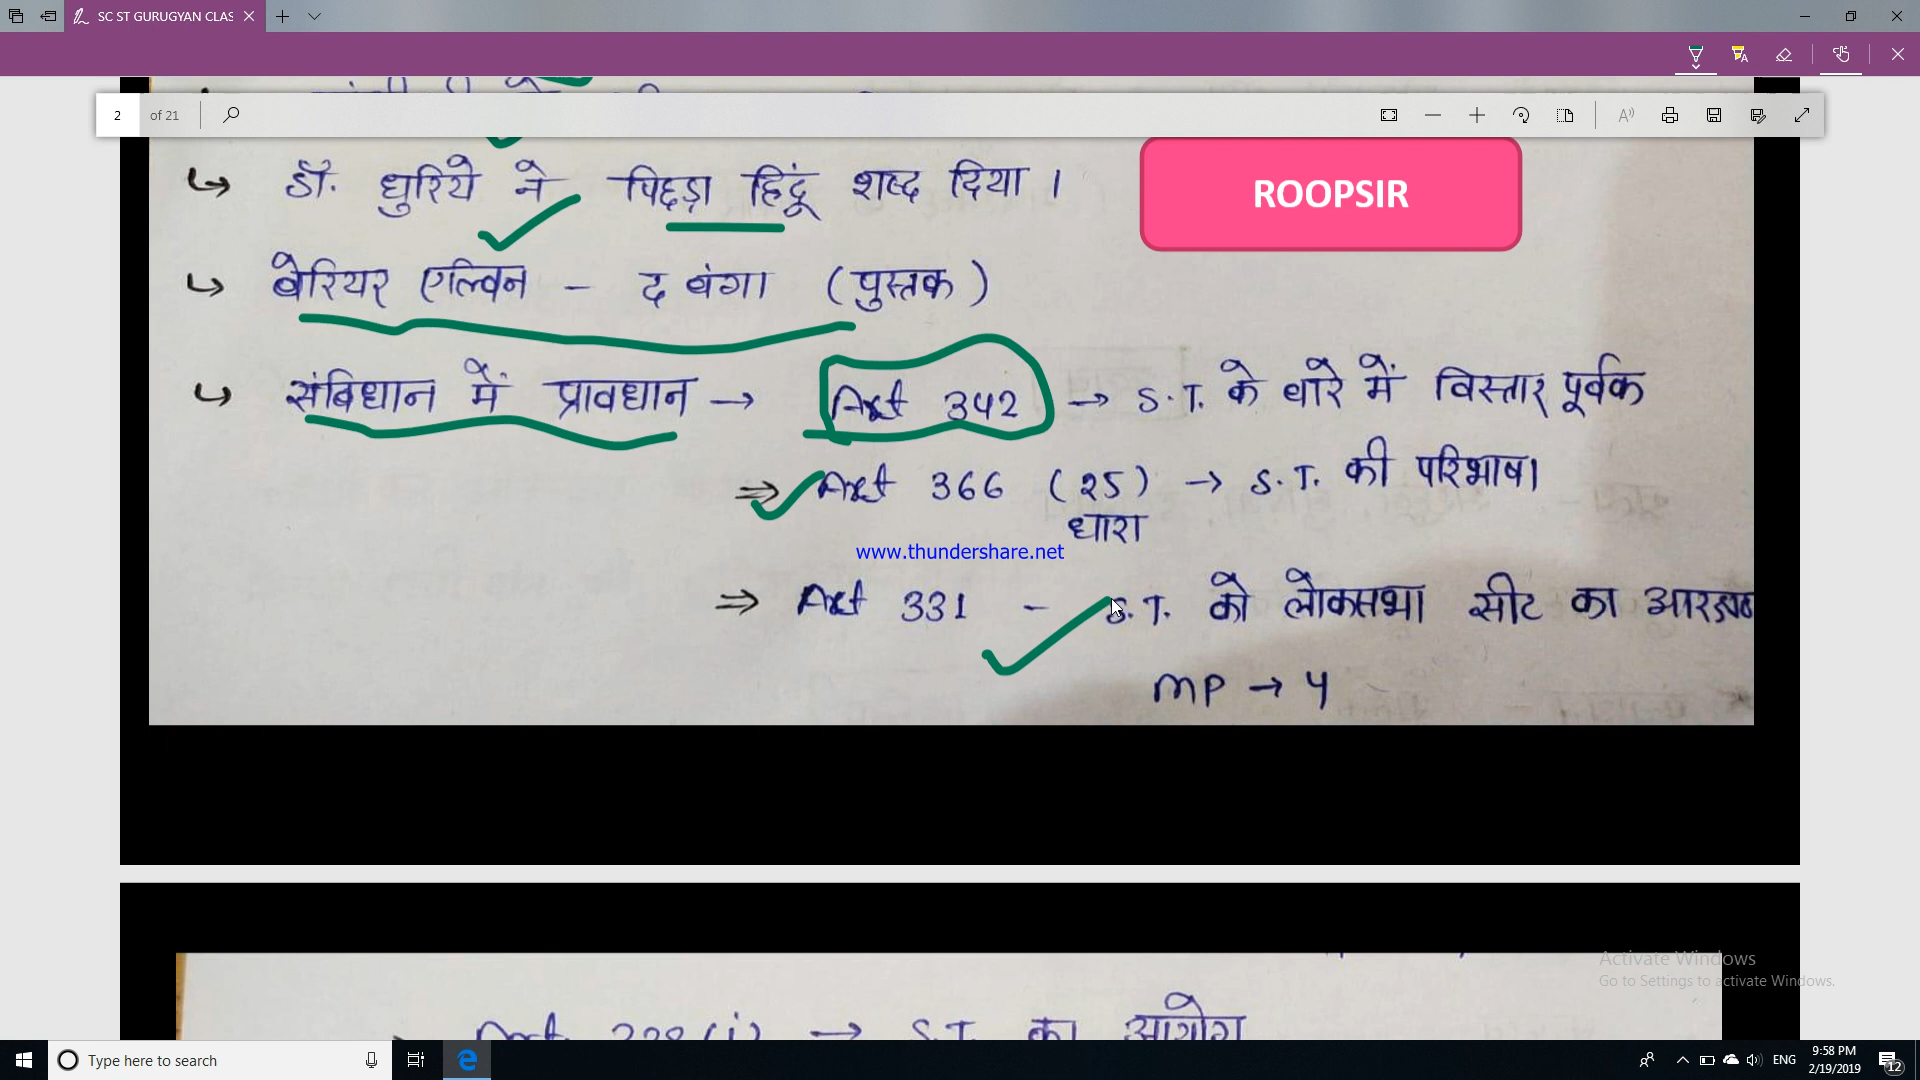 SC ST GURUGYAN CLAS
2 of 21
डॉ. धुरिये ने पिछड़ा हिंदू शब्द दिया ।
ROOPSIR
बेरियर एल्विन - द बंगा (पुस्तक)
संबिधान में प्रावधान → Art 342 → S.T. के बारे में विस्तार पूर्वक
⇒ Art 366 (25) → S.T. की परिभाषा
धारा
www.thundershare.net
⇒ Art 331 - S.T. को लोकसभा सीट का
MP → 4
Activate Windows
Go to Settings to activate Windows.
S.T. का आयोग
Type here to search
ENG
9:58 PM
2/19/2019
12